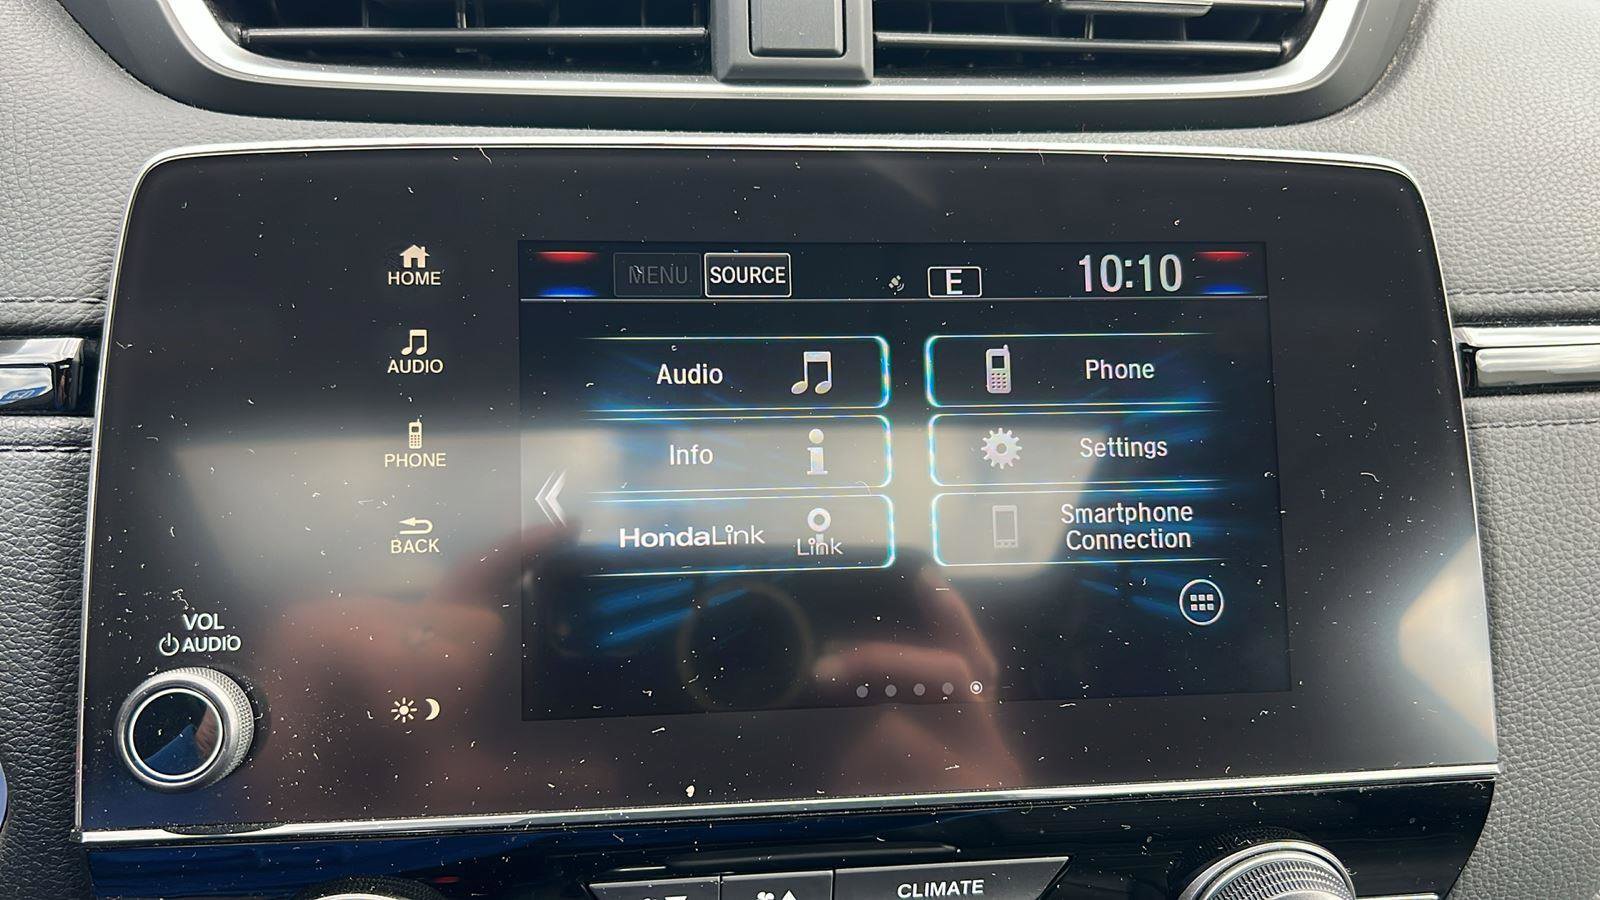 HOME
AUDIO
PHONE
BACK
VOL
AUDIO
MENU SOURCE E 10:10
Audio
Phone
Info
Settings
HondaLink Link
Smartphone
Connection
CLIMATE